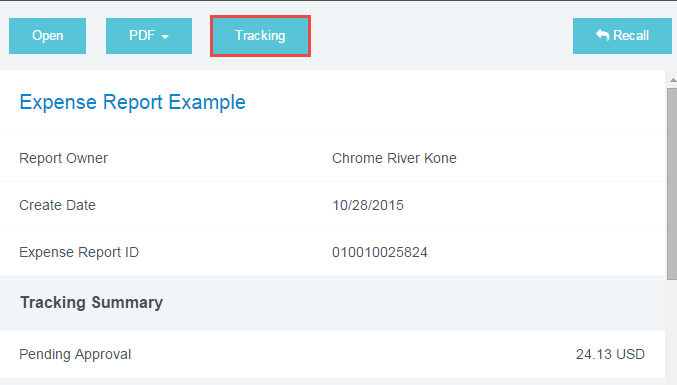 Open PDF Tracking Recall
Expense Report Example
Report Owner Chrome River Kone
Create Date 10/28/2015
Expense Report ID 010010025824
Tracking Summary
Pending Approval 24.13 USD